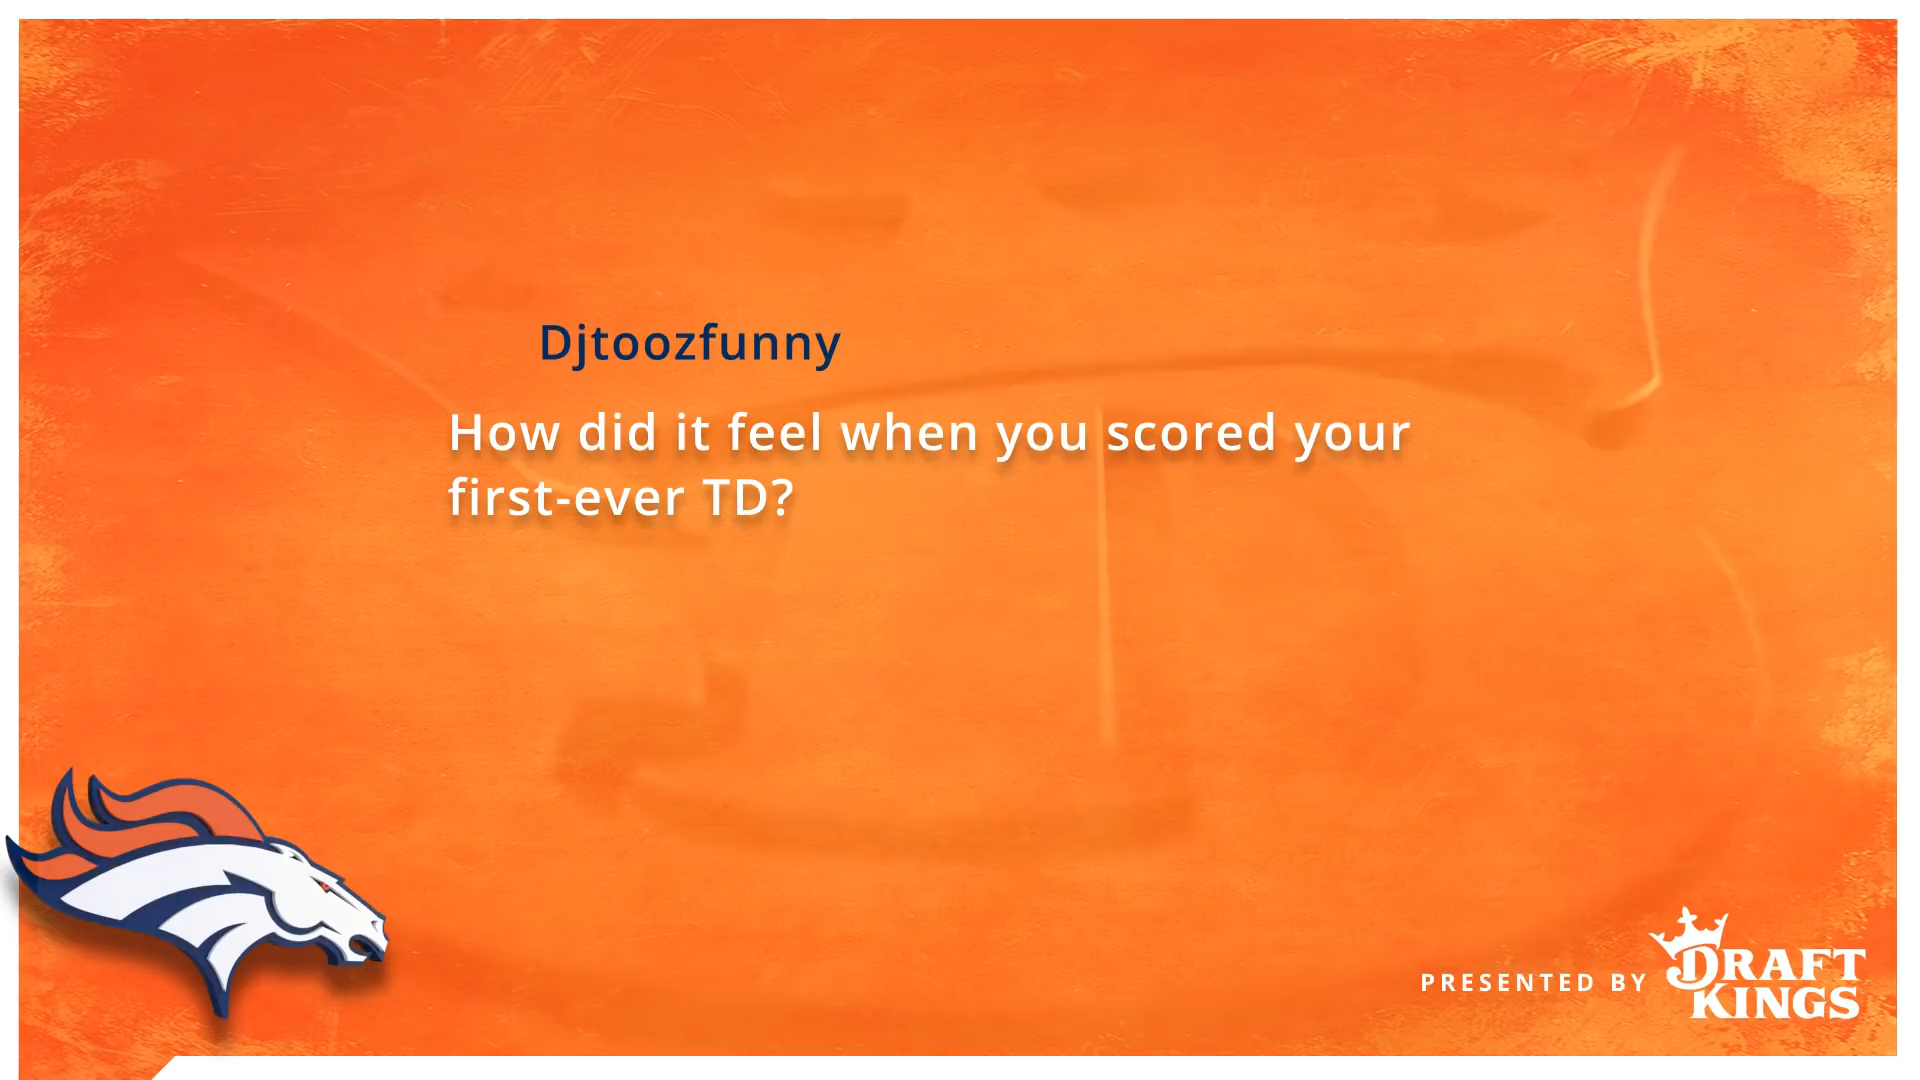 Djtoozfunny
How did it feel when you scored your
first-ever TD?
PRESENTED BY
DRAFT
KINGS